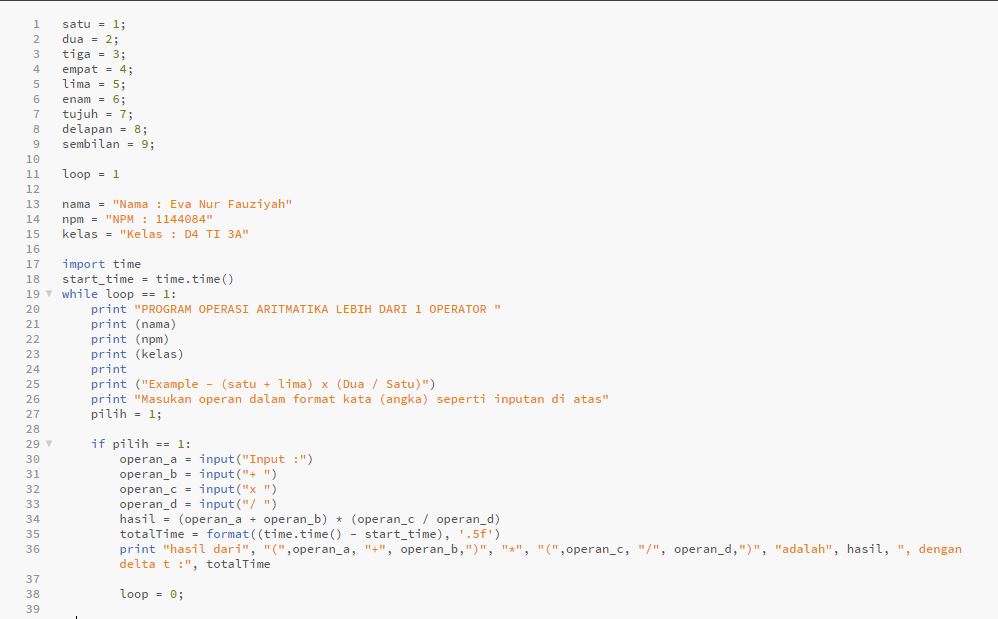 1 satu = 1;
2 dua = 2;
3 tiga = 3;
4 empat = 4;
5 lima = 5;
6 enam = 6;
7 tujuh = 7;
8 delapan = 8;
9 sembilan = 9;
10
11 loop = 1
12
13 nama = "Nama : Eva Nur Fauziyah"
14 npm = "NPM : 1144084"
15 kelas = "Kelas : D4 TI 3A"
16
17 import time
18 start_time = time.time()
19 while loop == 1:
20     print "PROGRAM OPERASI ARITMATIKA LEBIH DARI 1 OPERATOR "
21     print (nama)
22     print (npm)
23     print (kelas)
24     print
25     print ("Example – (satu + lima) x (Dua / Satu)")
26     print "Masukan operan dalam format kata (angka) seperti inputan di atas"
27     pilih = 1;
28
29     if pilih == 1:
30         operan_a = input("Input :")
31         operan_b = input("+ ")
32         operan_c = input("x ")
33         operan_d = input("/ ")
34         hasil = (operan_a + operan_b) * (operan_c / operan_d)
35         totalTime = format((time.time() - start_time), '.5f')
36         print "hasil dari", "(",operan_a, "+", operan_b,")", "*", "(",operan_c, "/", operan_d,")", "adalah", hasil, ", dengan
        delta t :", totalTime
37
38         loop = 0;
39